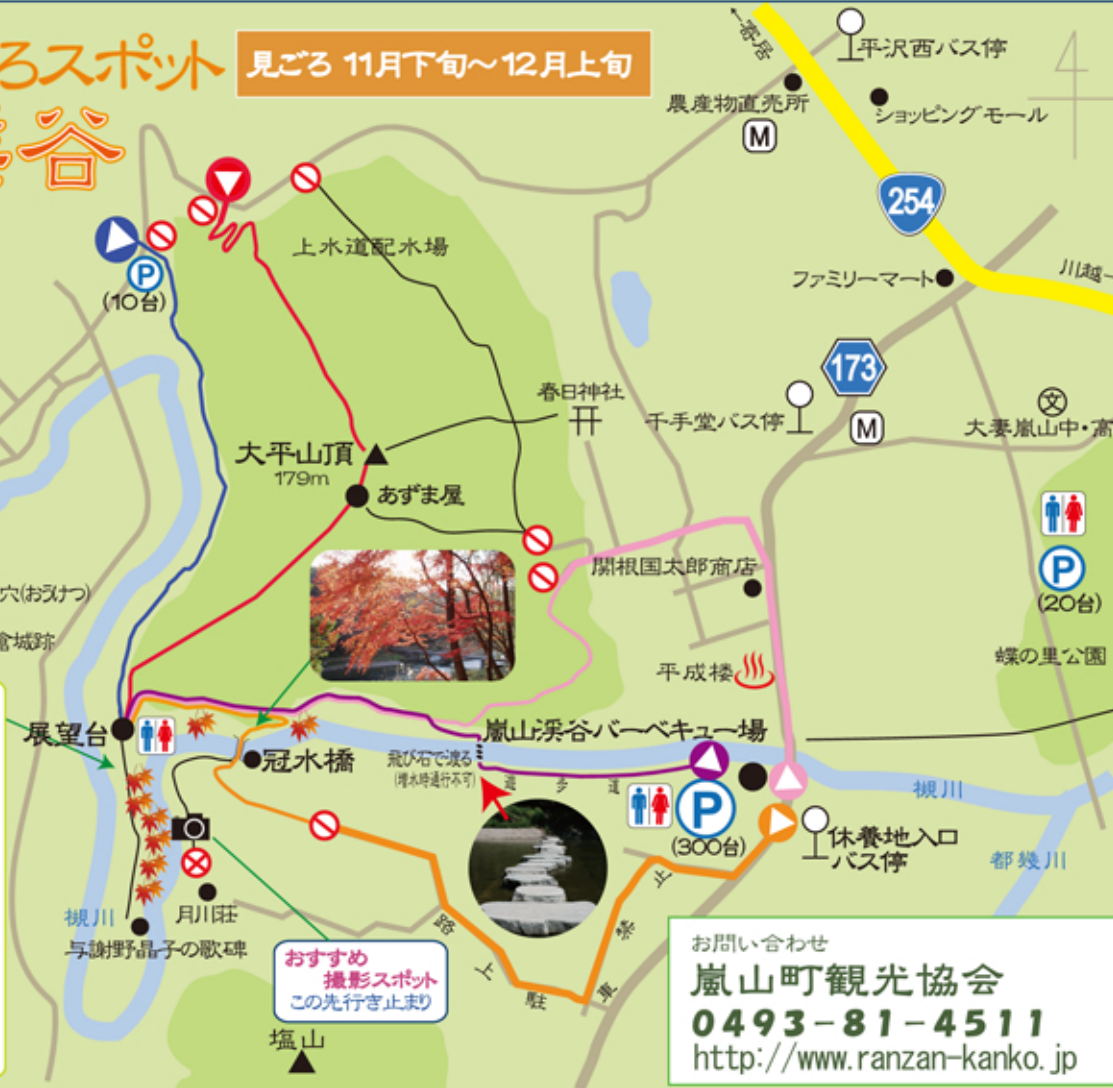 ろスポット
見ごろ 11月下旬〜12月上旬
谷
寄居
平沢西バス停
農産物直売所
M
ショッピングモール
254
川越
上水道配水場
P
(10台)
ファミリーマート
173
春日神社
千手堂バス停
M
文
大妻嵐山中・高
大平山頂
179m
あずま屋
関根国太郎商店
P
(20台)
穴(おうけつ)
倉城跡
平成楼
蝶の里公園
展望台
嵐山渓谷バーベキュー場
冠水橋
飛び石で渡る
(増水時通行不可)
遊歩道
槻川
P
(300台)
休養地入口
バス停
都幾川
槻川
月川荘
与謝野晶子の歌碑
路上駐車禁止
おすすめ
撮影スポット
この先行き止まり
塩山
お問い合わせ
嵐山町観光協会
0493-81-4511
http://www.ranzan-kanko.jp